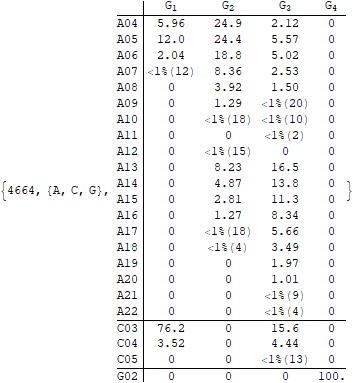 G1 G2 G3 G4
A04 5.96 24.9 2.12 0
A05 12.0 24.4 5.57 0
A06 2.04 18.8 5.02 0
A07 <1%(12) 8.36 2.53 0
A08 0 3.92 1.50 0
A09 0 1.29 <1%(20) 0
A10 0 <1%(18) <1%(10) 0
A11 0 0 <1%(2) 0
A12 0 <1%(15) 0 0
{4664, {A, C, G}, A13 0 8.23 16.5 0 }
A14 0 4.87 13.8 0
A15 0 2.81 11.3 0
A16 0 1.27 8.34 0
A17 0 <1%(18) 5.66 0
A18 0 <1%(4) 3.49 0
A19 0 0 1.97 0
A20 0 0 1.01 0
A21 0 0 <1%(9) 0
A22 0 0 <1%(4) 0
C03 76.2 0 15.6 0
C04 3.52 0 4.44 0
C05 0 0 <1%(13) 0
G02 0 0 0 100.